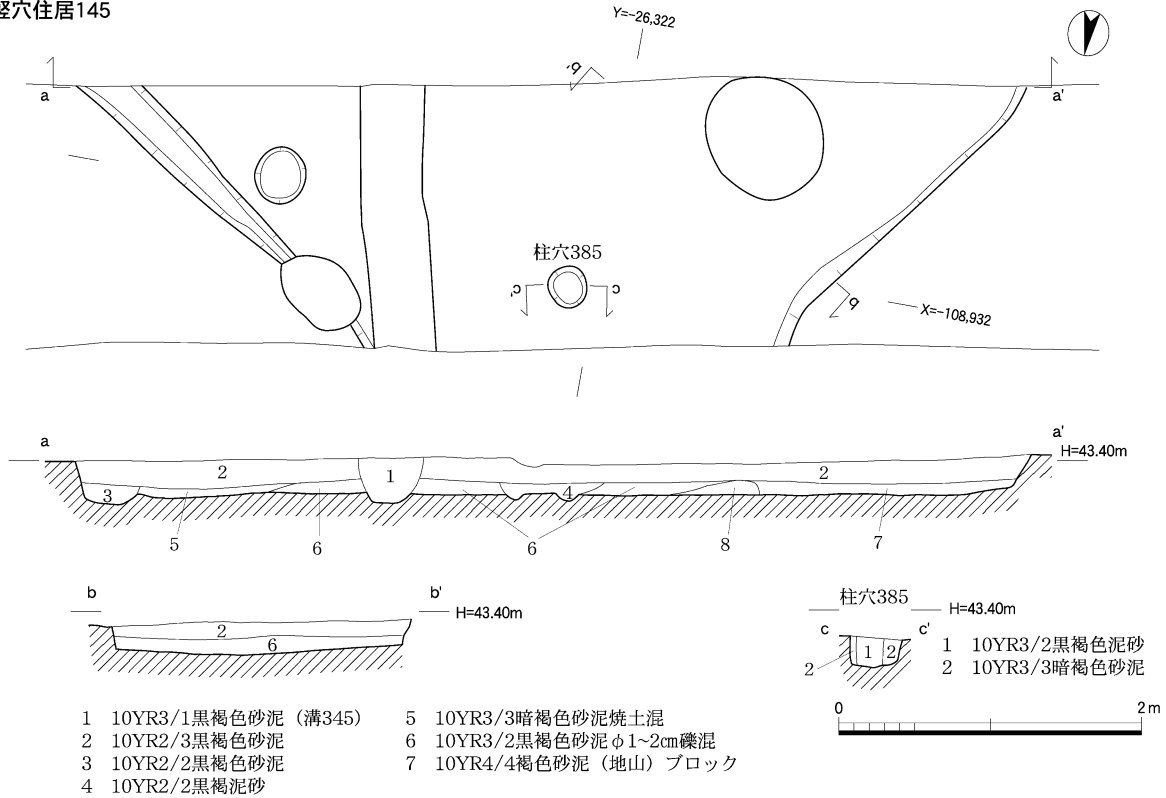 竪穴住居145
Y=-26,322
a
b'
a'
柱穴385
c'
c
b
X=-108,932
a
a'
H=43.40m
2
1
2
3
4
5
6
6
8
7
b
b'
H=43.40m
2
6
柱穴385
H=43.40m
c
c'
1
2
2
1 10YR3/2黒褐色泥砂
2 10YR3/3暗褐色砂泥
0
2m
1 10YR3/1黒褐色砂泥（溝345）
2 10YR2/3黒褐色砂泥
3 10YR2/2黒褐色砂泥
4 10YR2/2黒褐泥砂
5 10YR3/3暗褐色砂泥焼土混
6 10YR3/2黒褐色砂泥φ1~2㎝礫混
7 10YR4/4褐色砂泥（地山）ブロック